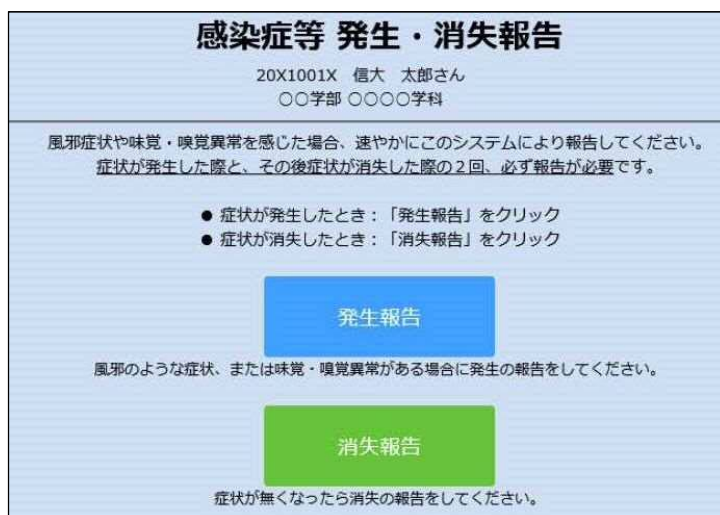 感染症等 発生・消失報告
20X1001X　信大　太郎さん
○○学部 ○○○○学科
風邪症状や味覚・嗅覚異常を感じた場合、速やかにこのシステムにより報告してください。
症状が発生した際と、その後症状が消失した際の２回、必ず報告が必要です。
● 症状が発生したとき：「発生報告」をクリック
● 症状が消失したとき：「消失報告」をクリック
発生報告
風邪のような症状、または味覚・嗅覚異常がある場合に発生の報告をしてください。
消失報告
症状が無くなったら消失の報告をしてください。